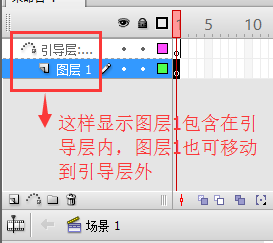 1 5 10
引导层:...
图层 1
这样显示图层1包含在引
导层内，图层1也可移动
到引导层外
场景 1